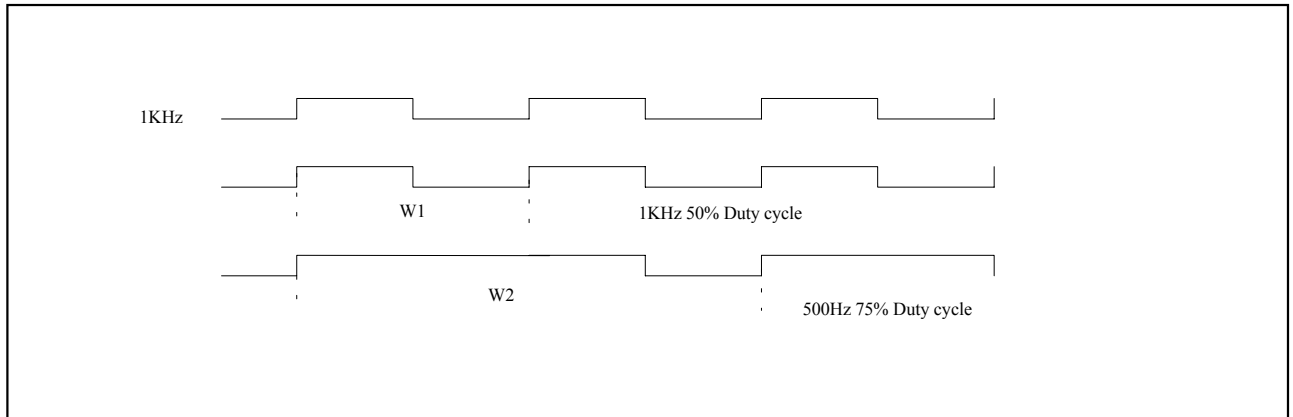 1KHz
W1
1KHz 50% Duty cycle
W2
500Hz 75% Duty cycle